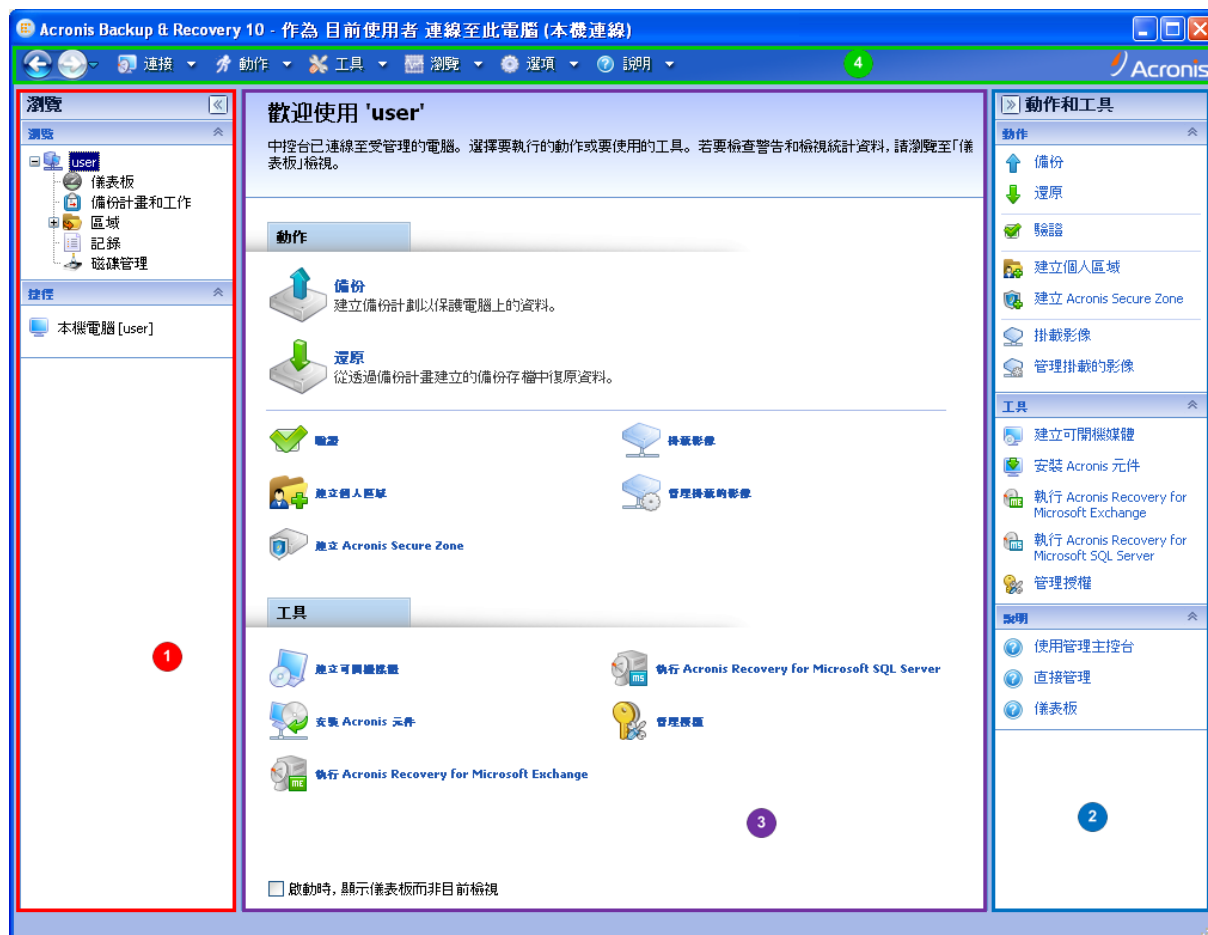 Acronis Backup & Recovery 10 - 作為 目前使用者 連線至此電腦 (本機連線)
連接 動作 工具 瀏覽 選項 說明 4 Acronis
瀏覽
瀏覽
user
儀表板
備份計畫和工作
區域
記錄
磁碟管理
捷徑
本機電腦 [user]
1
歡迎使用 'user'
中控台已連線至受管理的電腦。選擇要執行的動作或要使用的工具。若要檢查警告和檢視統計資料, 請瀏覽至「儀
表板」檢視。
動作
備份
建立備份計劃以保護電腦上的資料。
還原
從透過備份計畫建立的備份存檔中復原資料。
驗證
掛載影像
建立個人區域
管理掛載的影像
建立 Acronis Secure Zone
工具
建立可開機媒體
執行 Acronis Recovery for Microsoft SQL Server
安裝 Acronis 元件
管理授權
執行 Acronis Recovery for Microsoft Exchange
3
啟動時, 顯示儀表板而非目前檢視
動作和工具
動作
備份
還原
驗證
建立個人區域
建立 Acronis Secure Zone
掛載影像
管理掛載的影像
工具
建立可開機媒體
安裝 Acronis 元件
執行 Acronis Recovery for
Microsoft Exchange
執行 Acronis Recovery for
Microsoft SQL Server
管理授權
說明
使用管理主控台
直接管理
儀表板
2